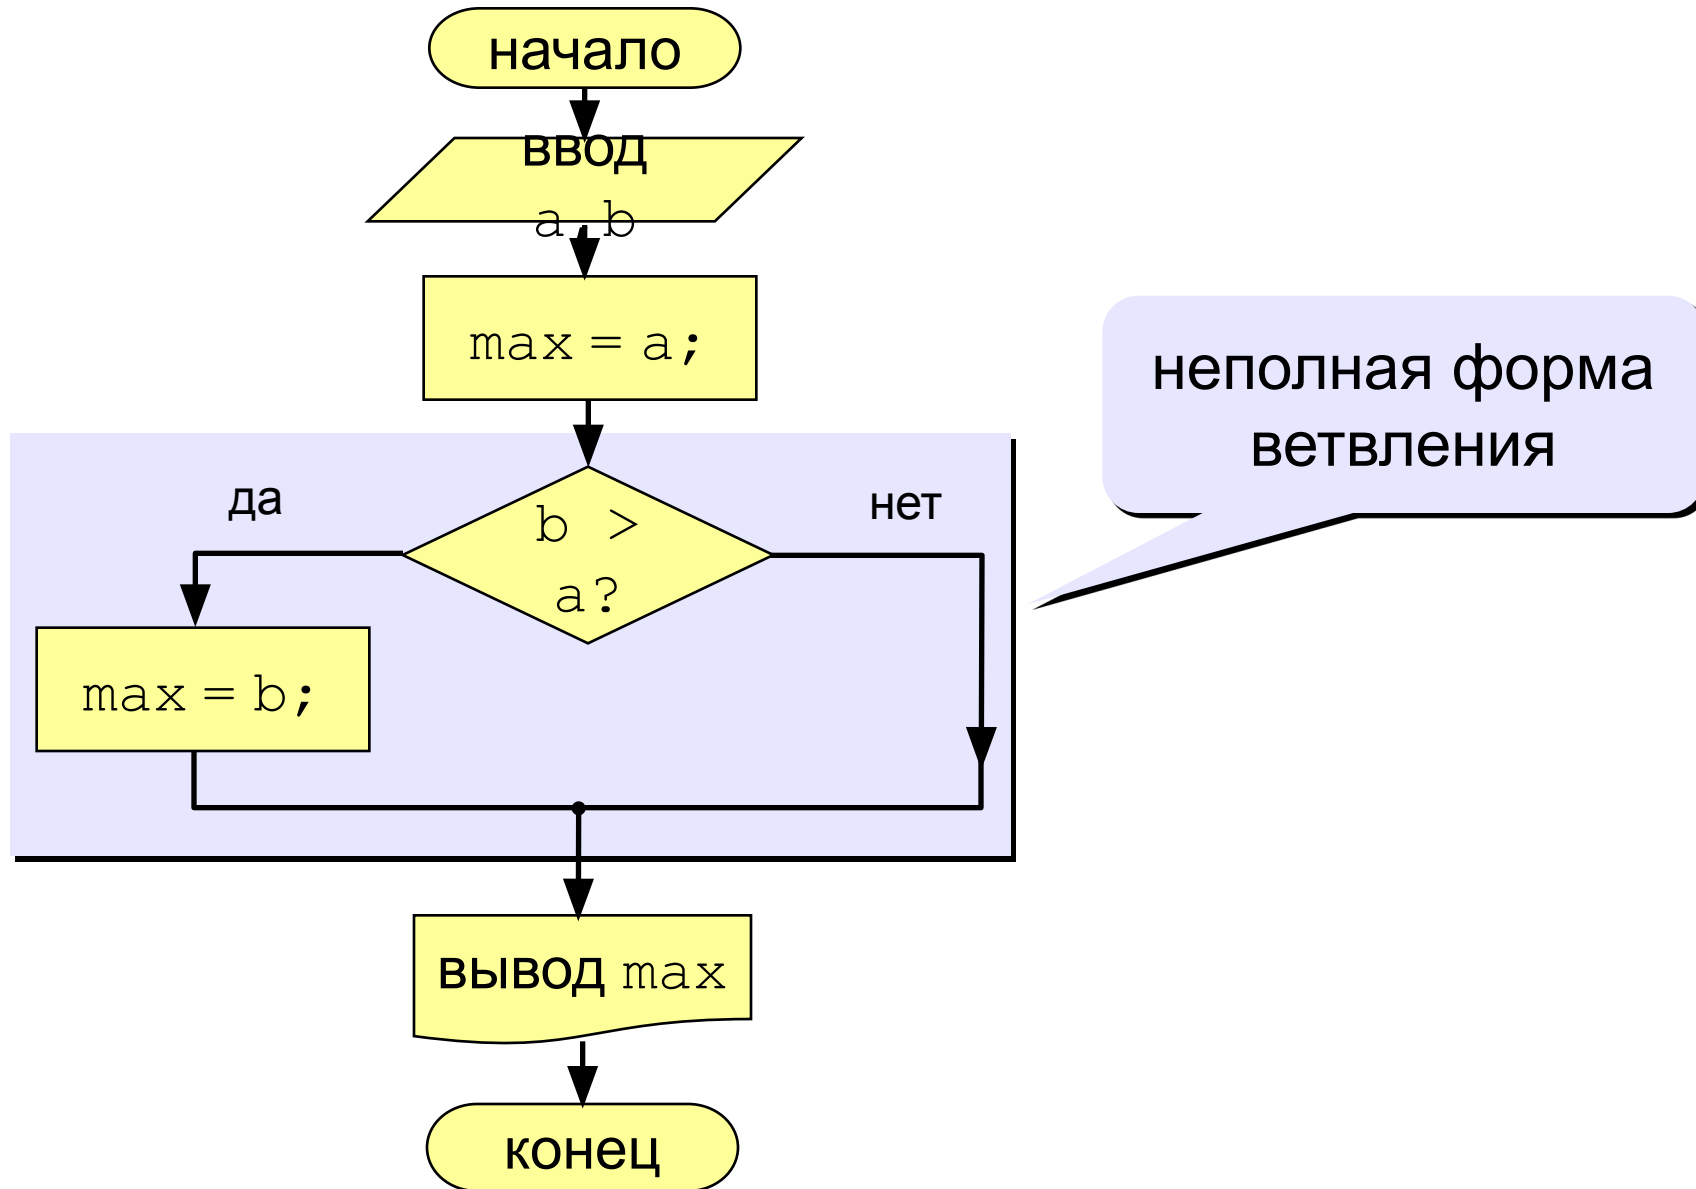 начало
ввод
a,b
max = a;
неполная форма
ветвления
да
нет
b >
a?
max = b;
вывод max
конец